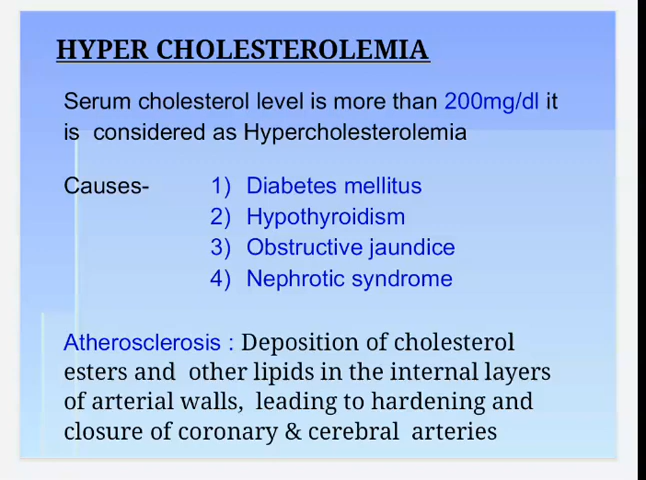 HYPER CHOLESTEROLEMIA
Serum cholesterol level is more than 200mg/dl it
is considered as Hypercholesterolemia
Causes- 1) Diabetes mellitus
2) Hypothyroidism
3) Obstructive jaundice
4) Nephrotic syndrome
Atherosclerosis : Deposition of cholesterol
esters and other lipids in the internal layers
of arterial walls, leading to hardening and
closure of coronary & cerebral arteries